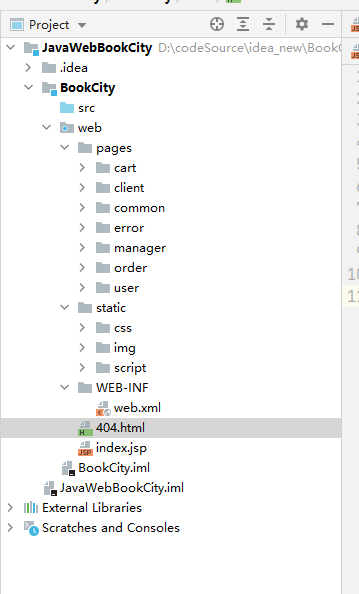 Project
JavaWebBookCity D:\codeSource\idea_new\Book
.idea
BookCity
src
web
pages
cart
client
common
error
manager
order
user
static
css
img
script
WEB-INF
web.xml
404.html
index.jsp
BookCity.iml
JavaWebBookCity.iml
External Libraries
Scratches and Consoles